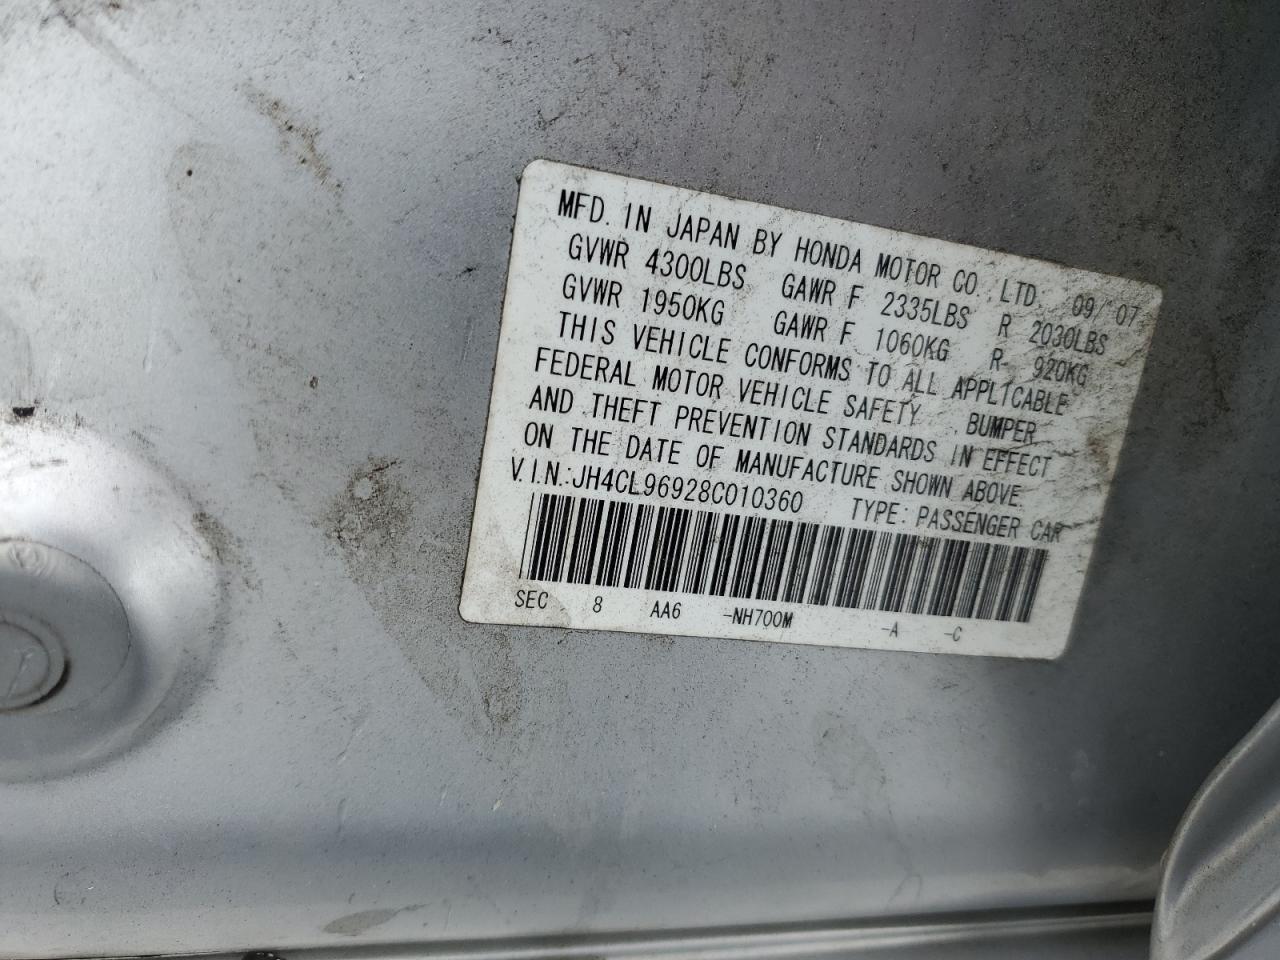 MFD. IN JAPAN BY HONDA MOTOR CO.,LTD. 09/ 07
GVWR 4300LBS GAWR F 2335LBS R 2030LBS
GVWR 1950KG GAWR F 1060KG R 920KG
THIS VEHICLE CONFORMS TO ALL APPLICABLE
FEDERAL MOTOR VEHICLE SAFETY BUMPER
AND THEFT PREVENTION STANDARDS IN EFFECT
ON THE DATE OF MANUFACTURE SHOWN ABOVE.
V.I.N.:JH4CL96928C010360 TYPE:PASSENGER CAR
SEC 8 AA6 -NH700M -A -C